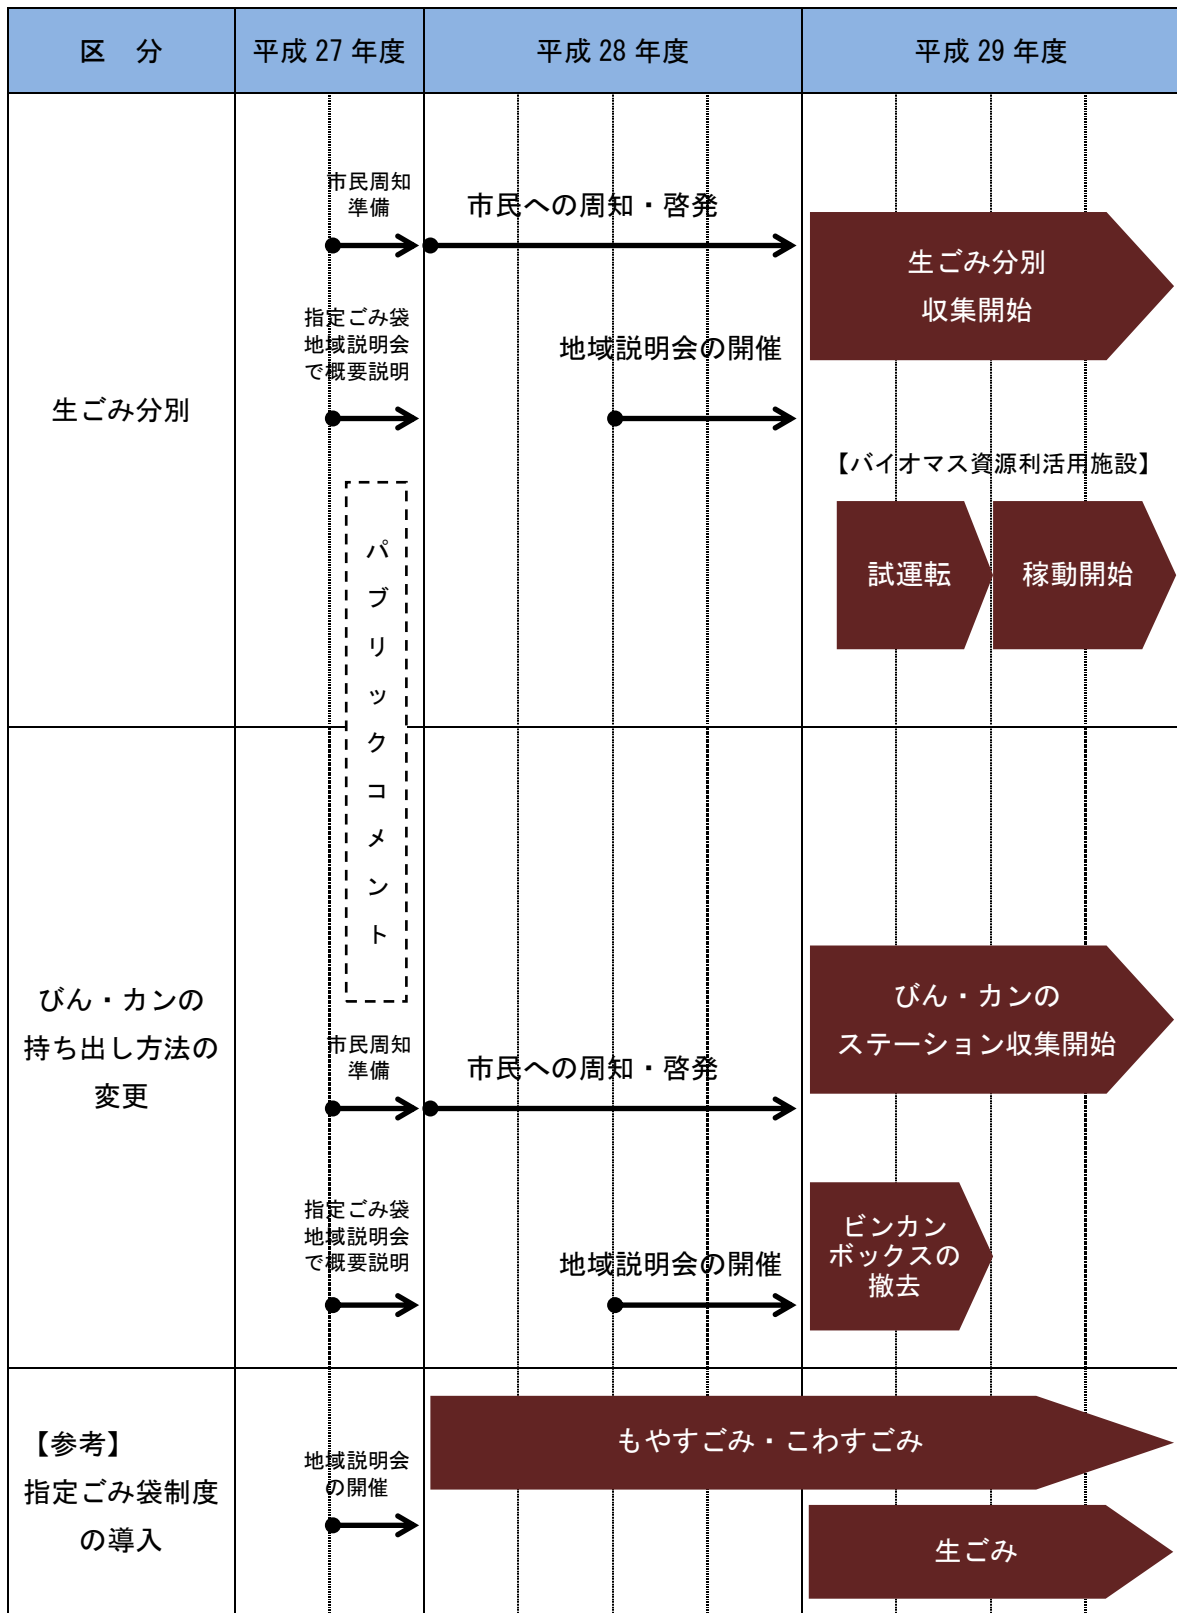 区　分
平成 27 年度
平成 28 年度
平成 29 年度
生ごみ分別
市民周知
準備
市民への周知・啓発
生ごみ分別
収集開始
指定ごみ袋
地域説明会
で概要説明
地域説明会の開催
【バイオマス資源利活用施設】
試運転
稼動開始
パブリックコメント
びん・カンの
持ち出し方法の
変更
市民周知
準備
市民への周知・啓発
びん・カンの
ステーション収集開始
指定ごみ袋
地域説明会
で概要説明
地域説明会の開催
ビンカン
ボックスの
撤去
【参考】
指定ごみ袋制度
の導入
地域説明会
の開催
もやすごみ・こわすごみ
生ごみ